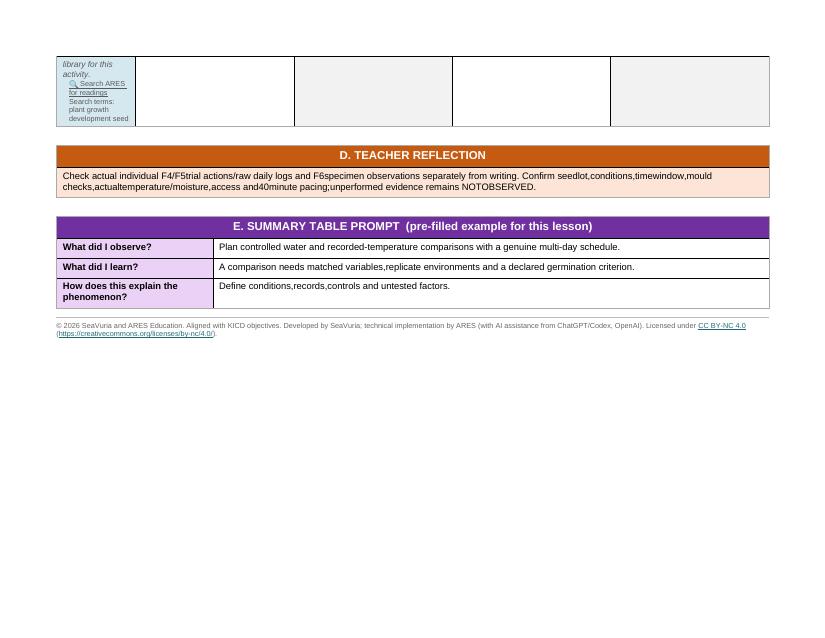 library for this
activity.
🔍 Search ARES
for readings
Search terms:
plant growth
development seed
D. TEACHER REFLECTION
Check actual individual F4/F5trial actions/raw daily logs and F6specimen observations separately from writing. Confirm seedlot,conditions,timewindow,mould
checks,actualtemperature/moisture,access and40minute pacing;unperformed evidence remains NOTOBSERVED.
E. SUMMARY TABLE PROMPT (pre-filled example for this lesson)
What did I observe?
Plan controlled water and recorded-temperature comparisons with a genuine multi-day schedule.
What did I learn?
A comparison needs matched variables,replicate environments and a declared germination criterion.
How does this explain the
phenomenon?
Define conditions,records,controls and untested factors.
© 2026 SeaVuria and ARES Education. Aligned with KICD objectives. Developed by SeaVuria; technical implementation by ARES (with AI assistance from ChatGPT/Codex, OpenAI). Licensed under CC BY-NC 4.0
(https://creativecommons.org/licenses/by-nc/4.0/).